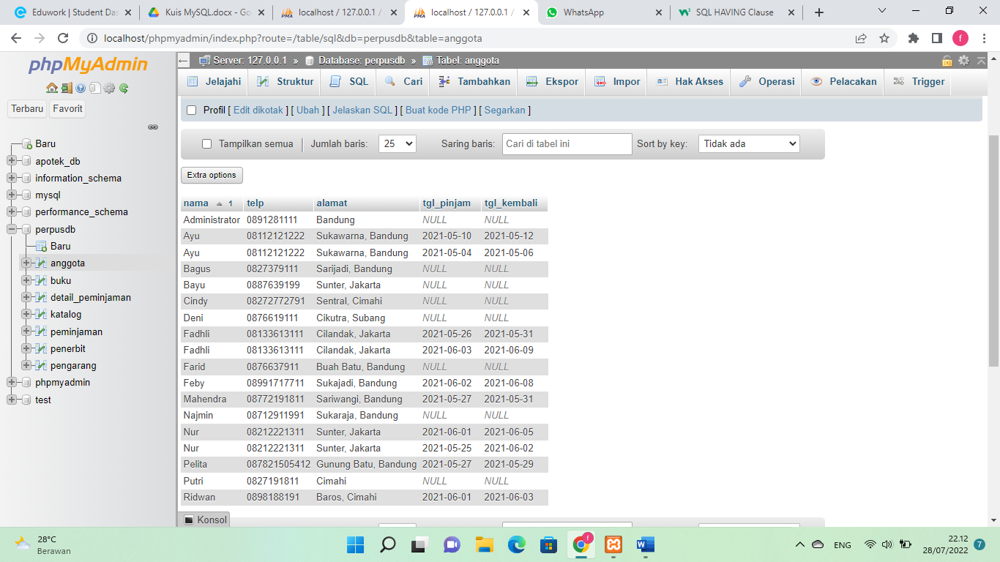 Eduwork | Student Das
Kuis MySQL.docx - Go
localhost / 127.0.0.1 /
localhost / 127.0.0.1 /
WhatsApp
SQL HAVING Clause
localhost/phpmyadmin/index.php?route=/table/sql&db=perpusdb&table=anggota
f
phpMyAdmin
Terbaru Favorit
Baru
apotek_db
information_schema
mysql
performance_schema
perpusdb
Baru
anggota
buku
detail_peminjaman
katalog
peminjaman
penerbit
pengarang
phpmyadmin
test
Server: 127.0.0.1 » Database: perpusdb » Tabel: anggota
Jelajahi Struktur SQL Cari Tambahkan Ekspor Impor Hak Akses Operasi Pelacakan Trigger
Profil [ Edit dikotak ] [ Ubah ] [ Jelaskan SQL ] [ Buat kode PHP ] [ Segarkan ]
Tampilkan semua Jumlah baris: 25 Saring baris: Cari di tabel ini Sort by key: Tidak ada
Extra options
nama 1 telp alamat tgl_pinjam tgl_kembali
Administrator 0891281111 Bandung NULL NULL
Ayu 08112121222 Sukawarna, Bandung 2021-05-10 2021-05-12
Ayu 08112121222 Sukawarna, Bandung 2021-05-04 2021-05-06
Bagus 0827379111 Sarijadi, Bandung NULL NULL
Bayu 0887639199 Sunter, Jakarta NULL NULL
Cindy 08272772791 Sentral, Cimahi NULL NULL
Deni 0876619111 Cikutra, Subang NULL NULL
Fadhli 08133613111 Cilandak, Jakarta 2021-05-26 2021-05-31
Fadhli 08133613111 Cilandak, Jakarta 2021-06-03 2021-06-09
Farid 0876637911 Buah Batu, Bandung NULL NULL
Feby 08991717711 Sukajadi, Bandung 2021-06-02 2021-06-08
Mahendra 08772191811 Sariwangi, Bandung 2021-05-27 2021-05-31
Najmin 08712911991 Sukaraja, Bandung NULL NULL
Nur 08212221311 Sunter, Jakarta 2021-06-01 2021-06-05
Nur 08212221311 Sunter, Jakarta 2021-05-25 2021-06-02
Pelita 087821505412 Gunung Batu, Bandung 2021-05-27 2021-05-29
Putri 0827191811 Cimahi NULL NULL
Ridwan 0898188191 Baros, Cimahi 2021-06-01 2021-06-03
Konsol
28°C
Berawan
ENG
22.12
28/07/2022
7